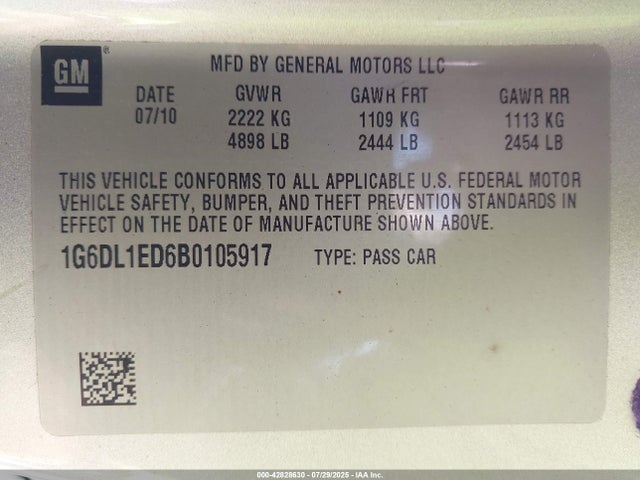 GM ®
MFD BY GENERAL MOTORS LLC
DATE GVWR GAWR FRT GAWR RR
07/10 2222 KG 1109 KG 1113 KG
4898 LB 2444 LB 2454 LB
THIS VEHICLE CONFORMS TO ALL APPLICABLE U.S. FEDERAL MOTOR
VEHICLE SAFETY, BUMPER, AND THEFT PREVENTION STANDARDS IN
EFFECT ON THE DATE OF MANUFACTURE SHOWN ABOVE.
1G6DL1ED6B0105917 TYPE: PASS CAR
000-42828630 - 07/29/2025 - IAA Inc.